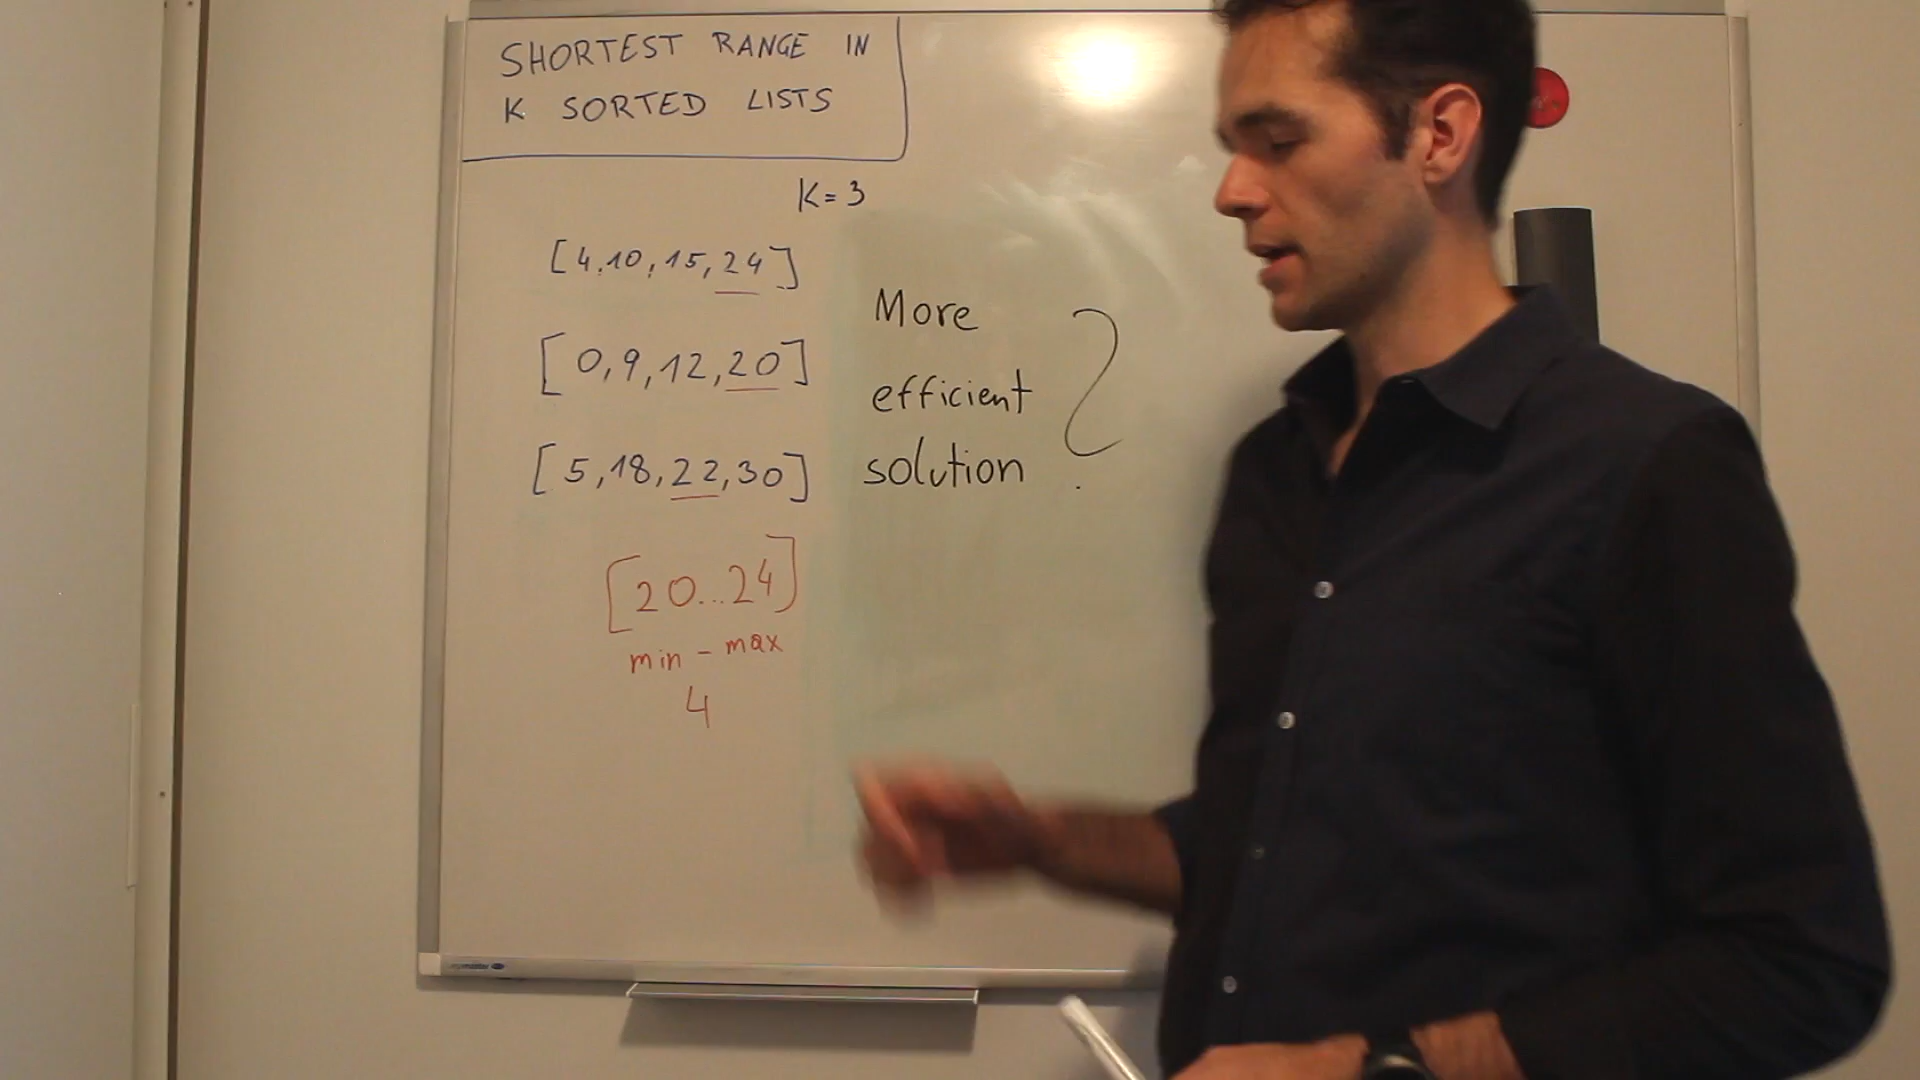 SHORTEST RANGE IN
K SORTED LISTS
K=3
[4,10,15,24]
[0,9,12,20]
[5,18,22,30]
More
efficient
solution ?
[20...24]
min - max
4